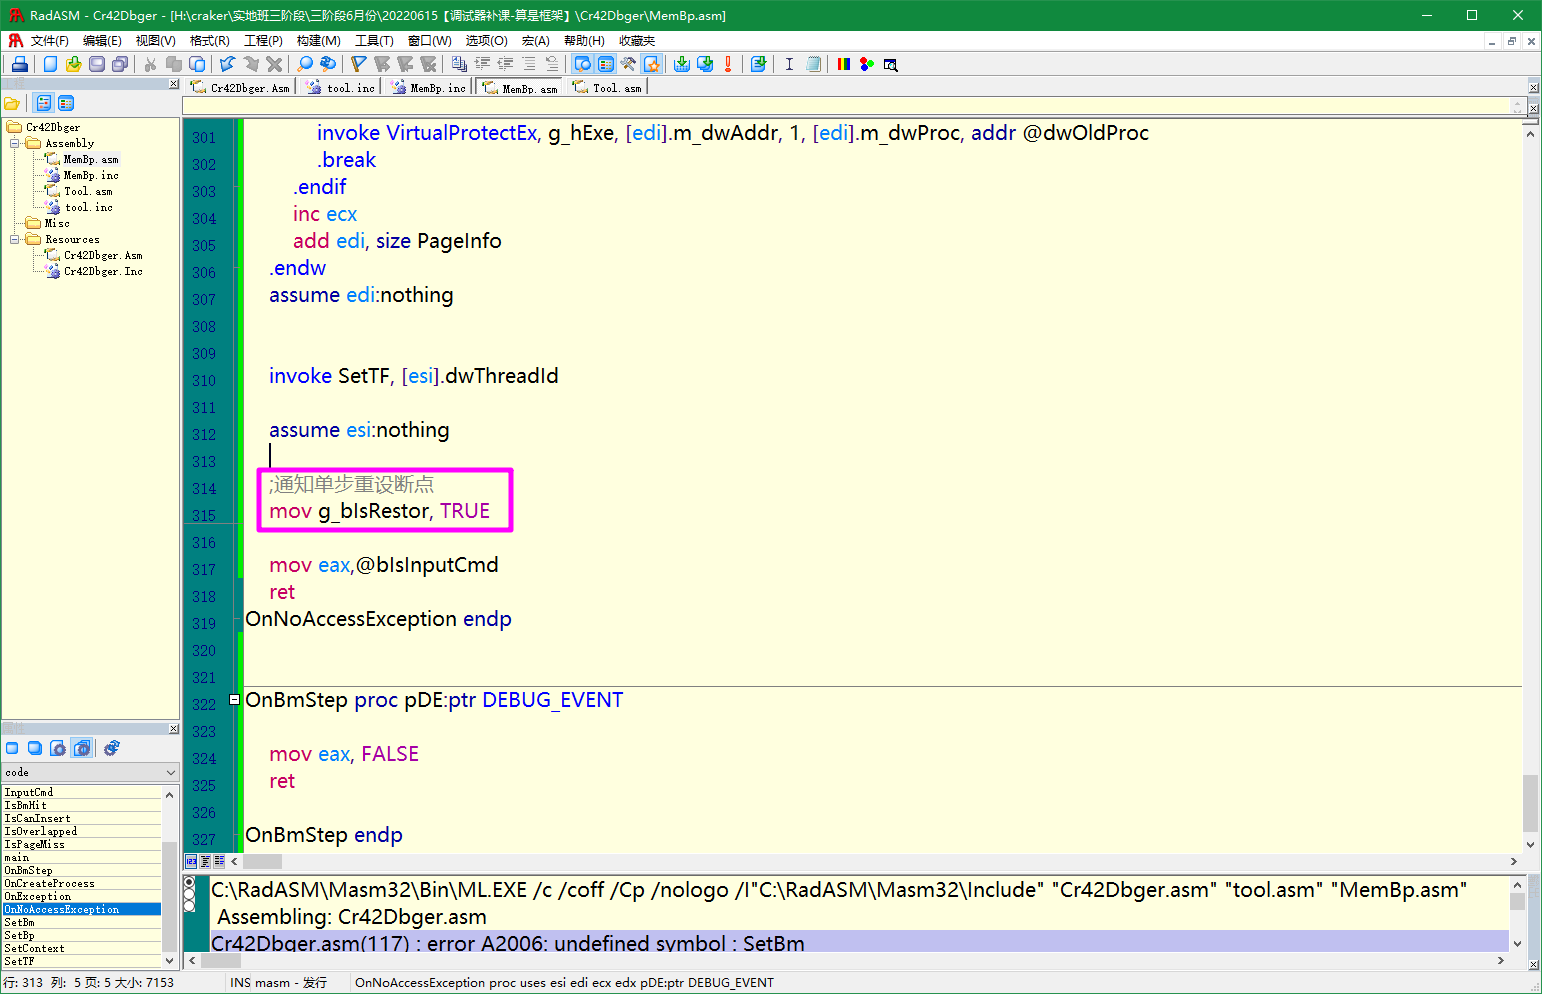 RadASM - Cr42Dbger - [H:\craker\实地班三阶段\三阶段6月份\20220615【调试器补课-算是框架】\Cr42Dbger\MemBp.asm]
文件(F) 编辑(E) 视图(V) 格式(R) 工程(P) 构建(M) 工具(T) 窗口(W) 选项(O) 宏(A) 帮助(H) 收藏夹
Cr42Dbger.Asm tool.inc MemBp.inc MemBp.asm Tool.asm
Cr42Dbger
Assembly
MemBp.asm
MemBp.inc
Tool.asm
tool.inc
Misc
Resources
Cr42Dbger.Asm
Cr42Dbger.Inc
code
InputCmd
IsBmHit
IsCanInsert
IsOverlapped
IsPageMiss
main
OnBmStep
OnCreateProcess
OnException
OnNoAccessException
SetBm
SetBp
SetContext
SetTF
301 invoke VirtualProtectEx, g_hExe, [edi].m_dwAddr, 1, [edi].m_dwProc, addr @dwOldProc
302 .break
303 .endif
304 inc ecx
305 add edi, size PageInfo
306 .endw
307 assume edi:nothing
308
309
310 invoke SetTF, [esi].dwThreadId
311
312 assume esi:nothing
313
314 ;通知单步重设断点
315 mov g_bIsRestor, TRUE
316
317 mov eax,@bIsInputCmd
318 ret
319 OnNoAccessException endp
320
321
322 OnBmStep proc pDE:ptr DEBUG_EVENT
323
324 mov eax, FALSE
325 ret
326
327 OnBmStep endp
C:\RadASM\Masm32\Bin\ML.EXE /c /coff /Cp /nologo /I"C:\RadASM\Masm32\Include" "Cr42Dbger.asm" "tool.asm" "MemBp.asm"
Assembling: Cr42Dbger.asm
Cr42Dbger.asm(117) : error A2006: undefined symbol : SetBm
行: 313 列: 5 页: 5 大小: 7153 INS masm - 发行 OnNoAccessException proc uses esi edi ecx edx pDE:ptr DEBUG_EVENT